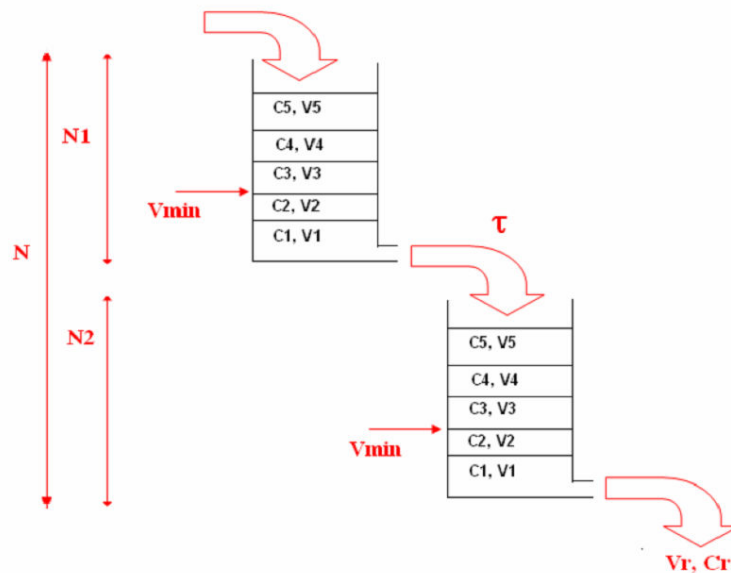 C5, V5
N1
C4, V4
C3, V3
Vmin
C2, V2
C1, V1
τ
N
N2
C5, V5
C4, V4
C3, V3
Vmin
C2, V2
C1, V1
Vr, Cr